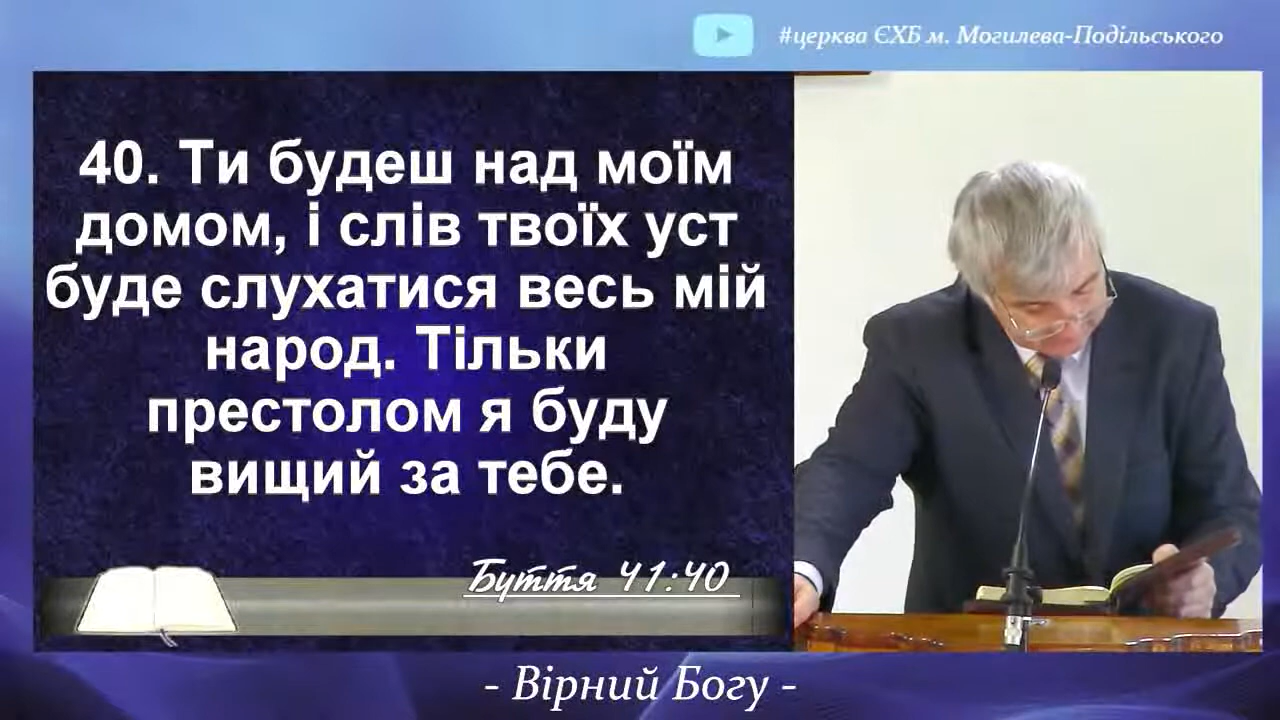 #церква ЄХБ м. Могилева-Подільського
40. Ти будеш над моїм
домом, і слів твоїх уст
буде слухатися весь мій
народ. Тільки
престолом я буду
вищий за тебе.
Буття 41:40
- Вірний Богу -